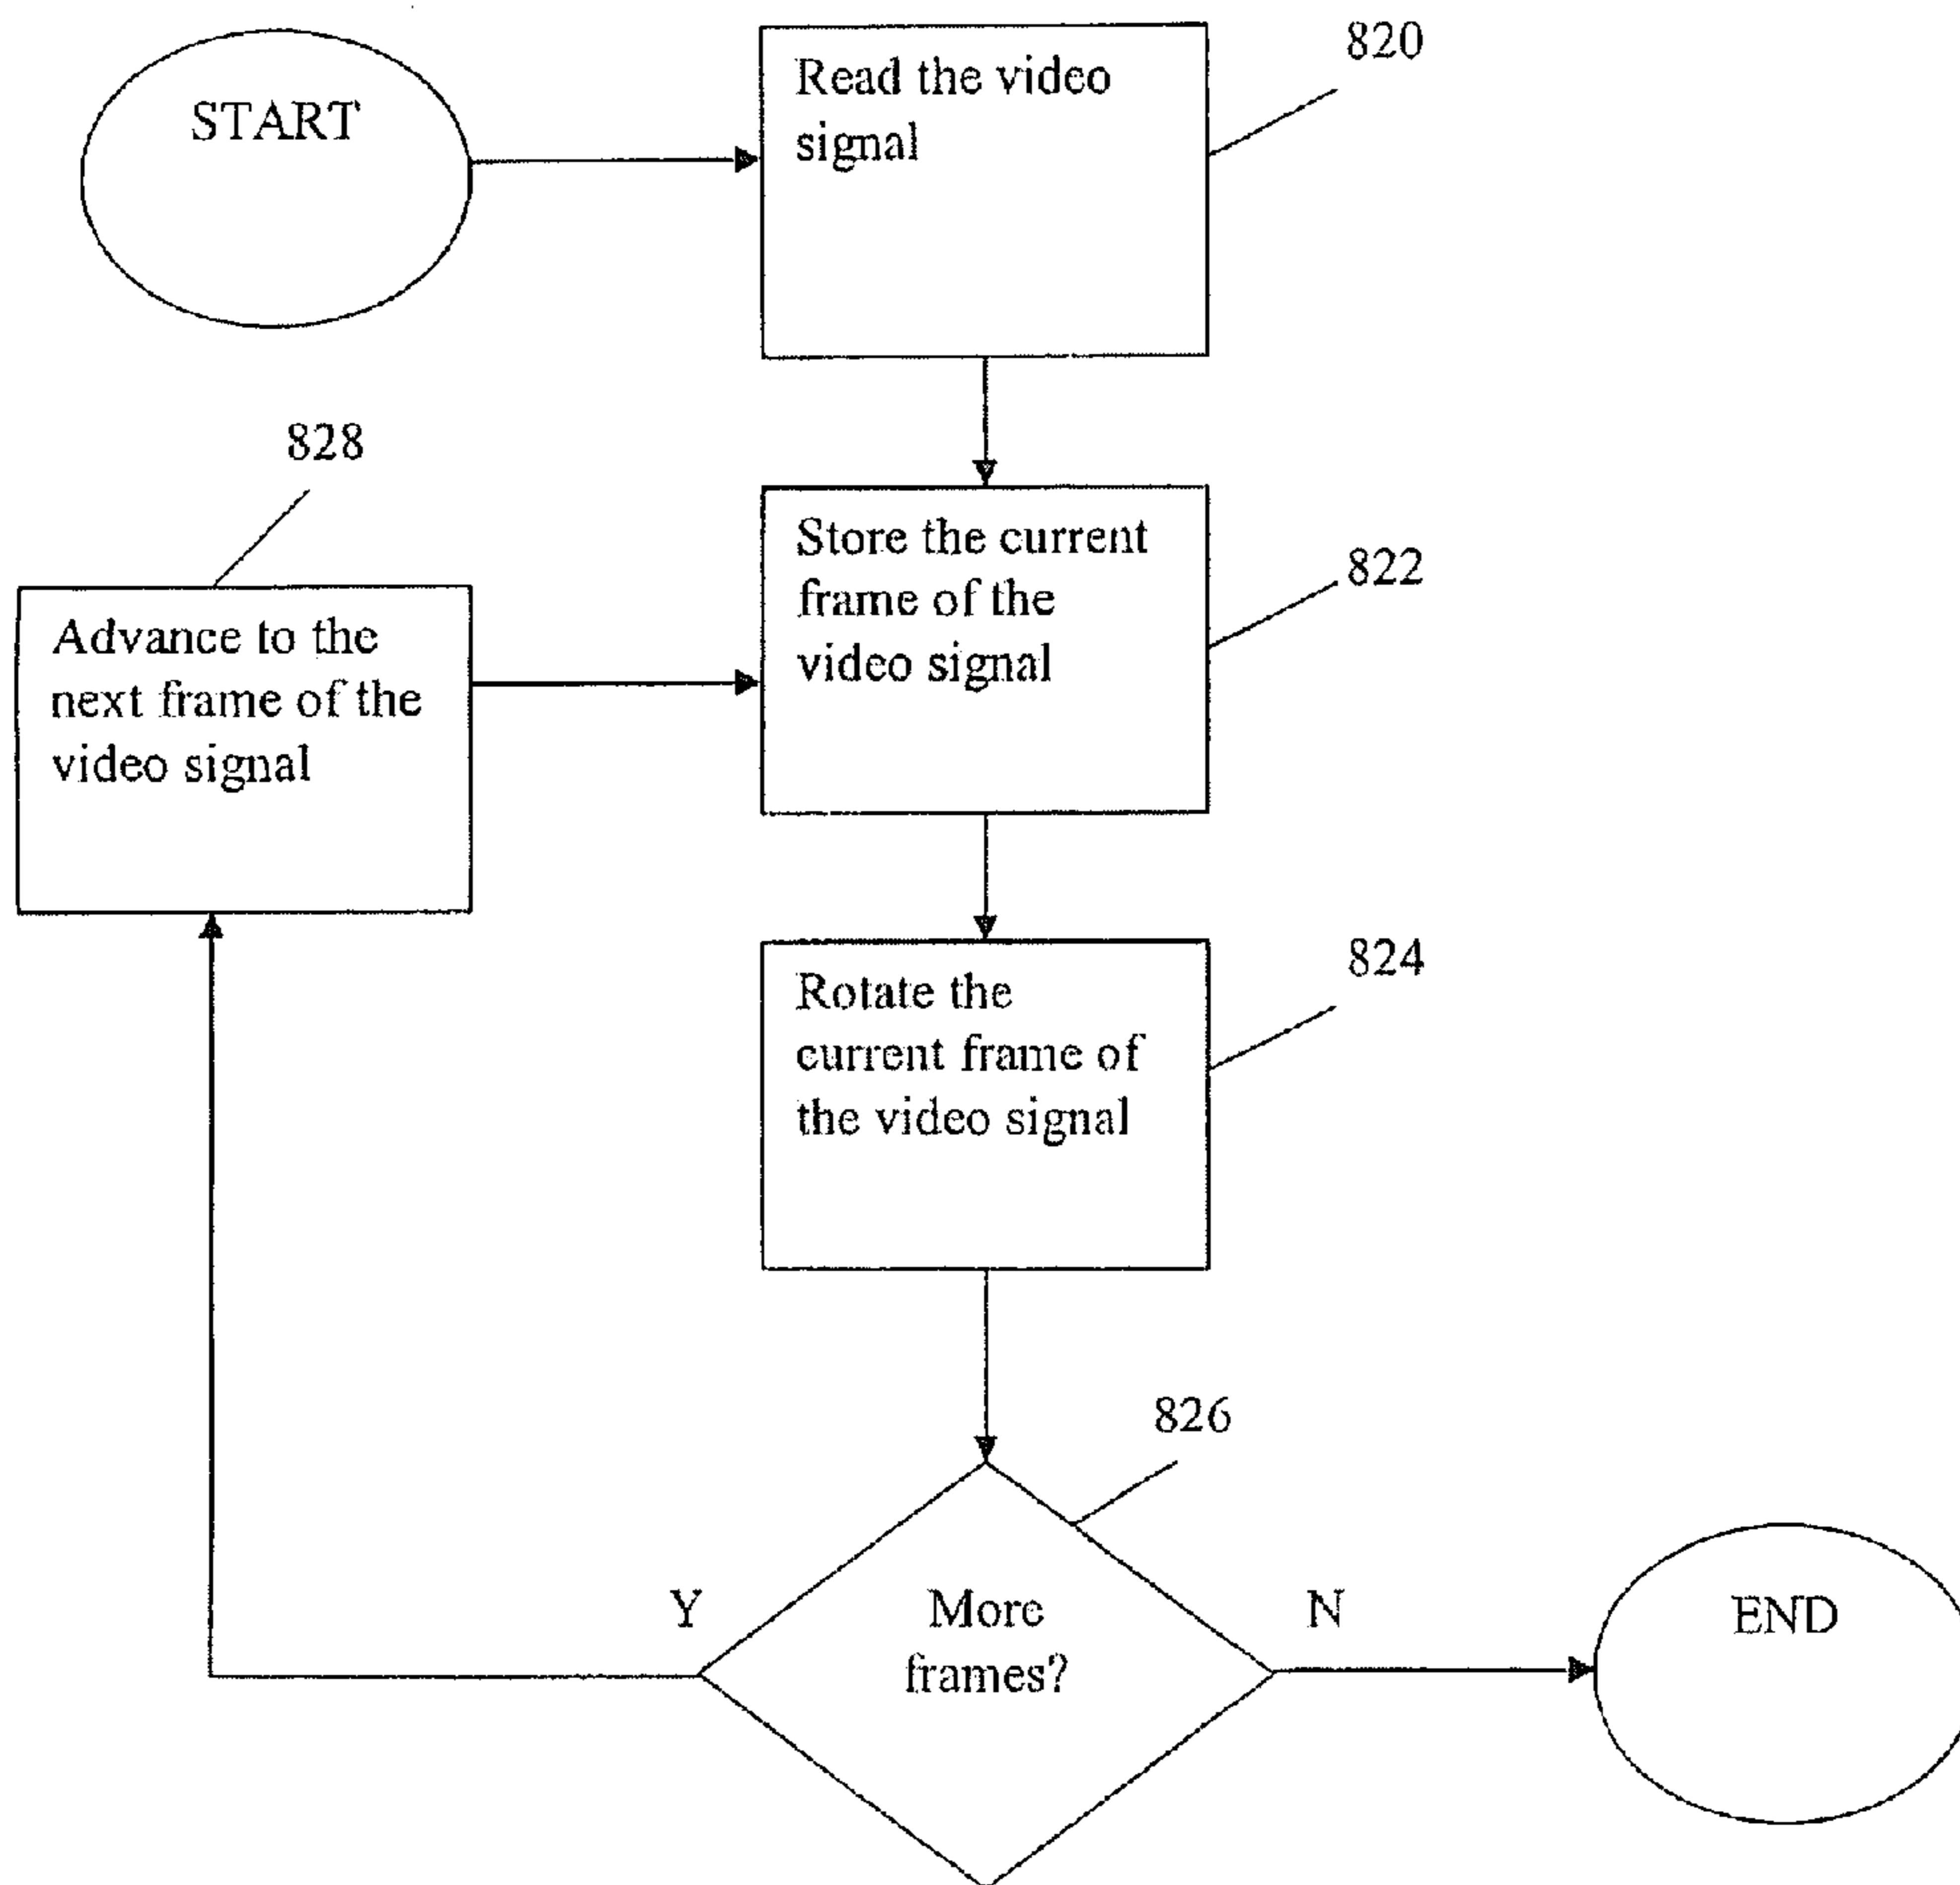 START
Read the video
signal
820
828
Store the current
frame of the
video signal
822
Advance to the
next frame of the
video signal
Rotate the
current frame of
the video signal
824
826
Y
More
frames?
N
END